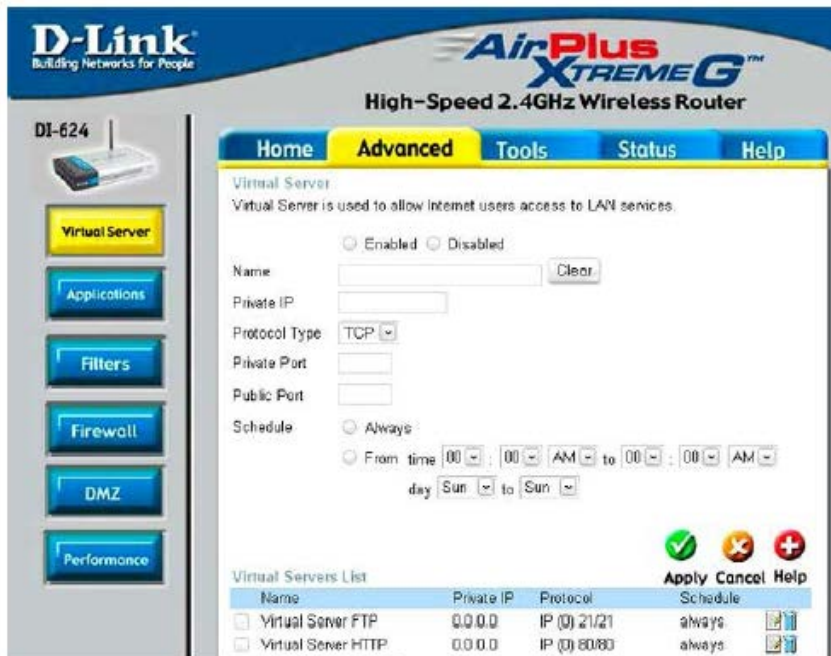 D-Link
Building Networks for People
AirPlus
XTREME G™
High-Speed 2.4GHz Wireless Router
DI-624
Home Advanced Tools Status Help
Virtual Server
Applications
Filters
Firewall
DMZ
Performance
Virtual Server
Virtual Server is used to allow Internet users access to LAN services.
Enabled Disabled
Name Clear
Private IP
Protocol Type TCP
Private Port
Public Port
Schedule Always
From time 00 : 00 AM to 00 : 00 AM
day Sun to Sun
Apply Cancel Help
Virtual Servers List
Name Private IP Protocol Schedule
Virtual Server FTP 0.0.0.0 IP (0) 21/21 always
Virtual Server HTTP 0.0.0.0 IP (0) 80/80 always